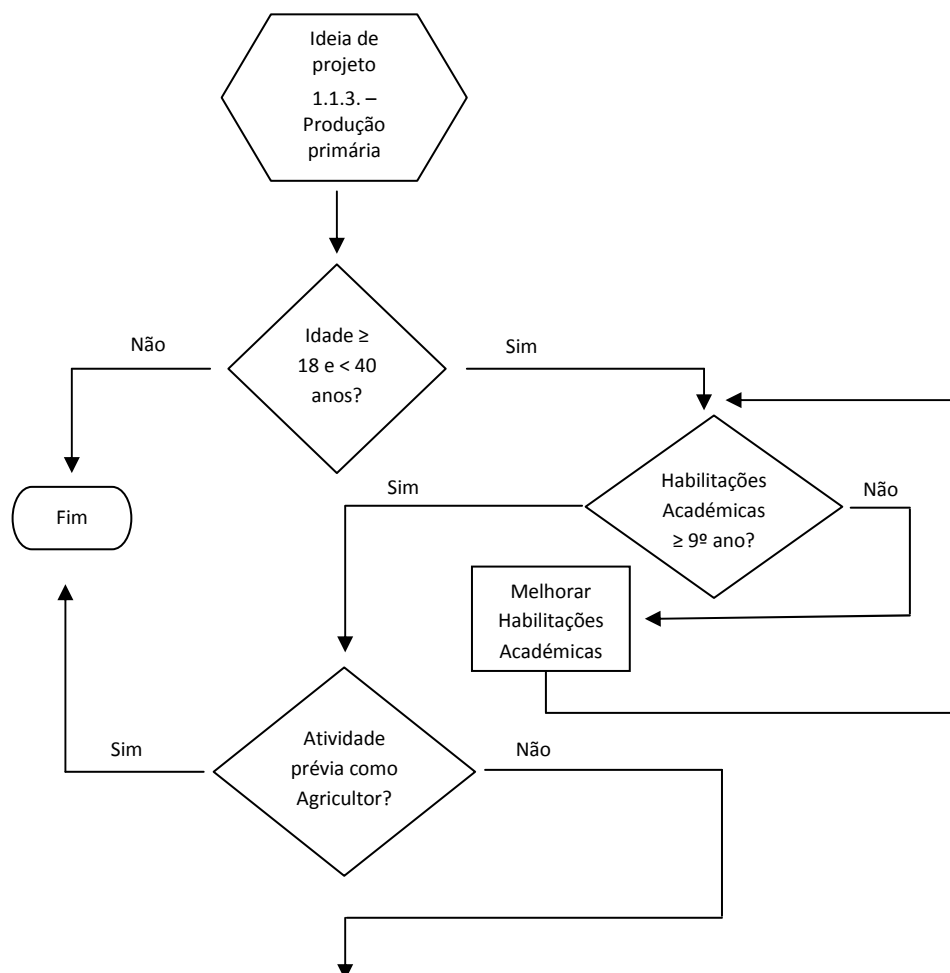 Ideia de
projeto
1.1.3. –
Produção
primária
Idade ≥
18 e < 40
anos?
Não
Sim
Fim
Habilitações
Académicas
≥ 9º ano?
Sim
Não
Melhorar
Habilitações
Académicas
Atividade
prévia como
Agricultor?
Sim
Não